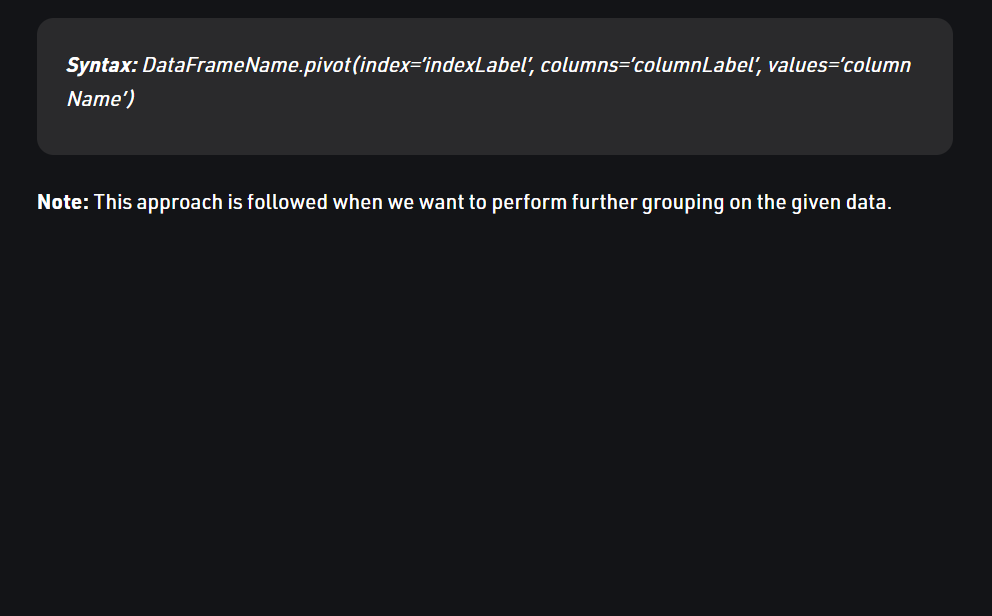 Syntax: DataFrameName.pivot(index=’indexLabel’, columns=’columnLabel’, values=’column
Name’)
Note: This approach is followed when we want to perform further grouping on the given data.